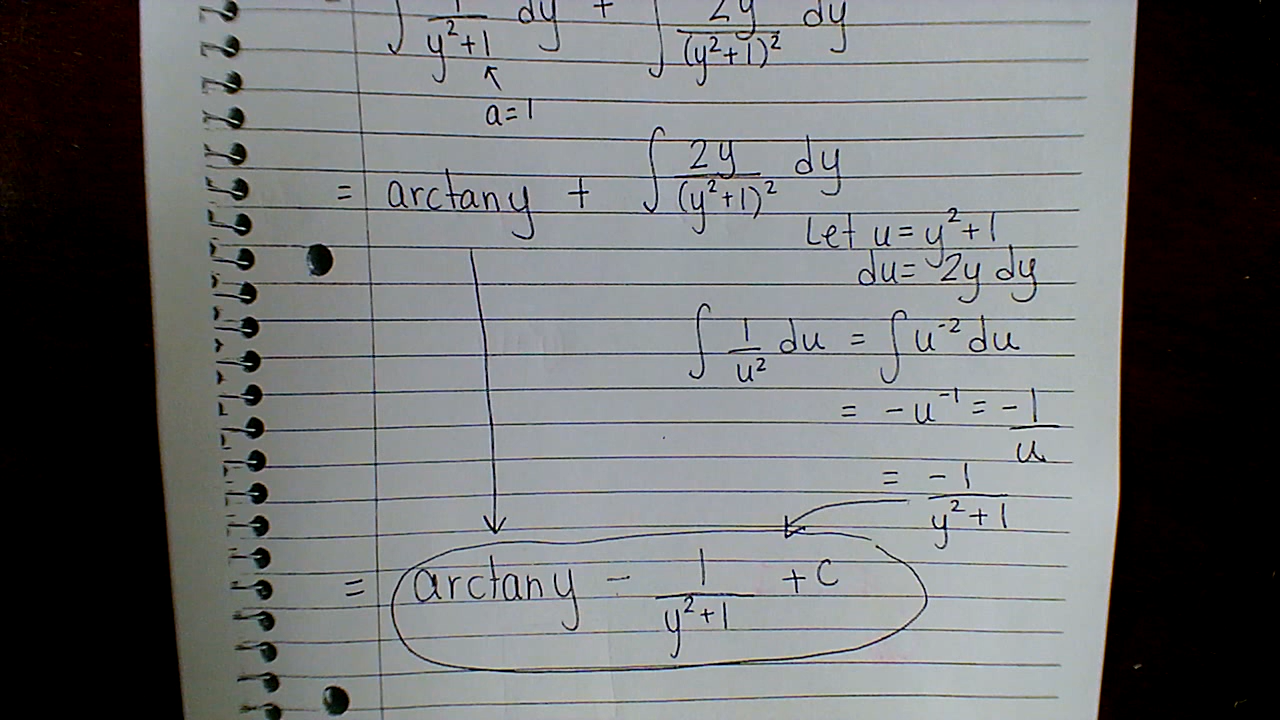 = ∫ 1/(y²+1) dy + ∫ 2y/(y²+1)² dy
a=1
= arctany + ∫ 2y/(y²+1)² dy
Let u = y²+1
du = 2y dy
∫ 1/u² du = ∫ u⁻² du
= -u⁻¹ = -1/u
= -1/(y²+1)
= arctany - 1/(y²+1) + C